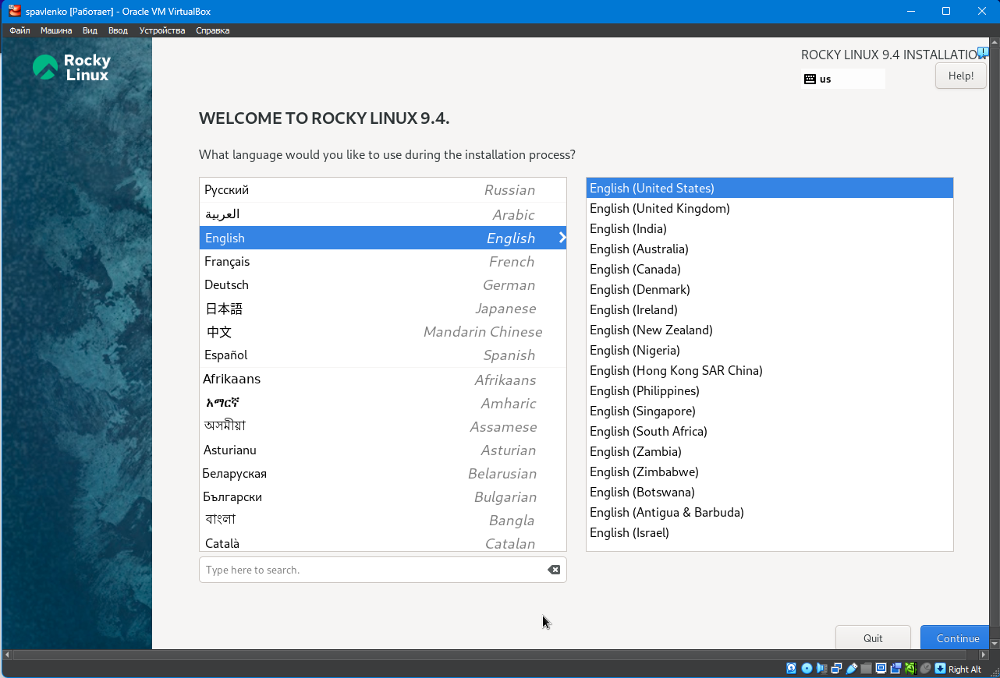 spavlenko [Работает] - Oracle VM VirtualBox
Файл Машина Вид Ввод Устройства Справка
Rocky
Linux
ROCKY LINUX 9.4 INSTALLATION
us
Help!
WELCOME TO ROCKY LINUX 9.4.
What language would you like to use during the installation process?
Русский Russian
العربية Arabic
English English
Français French
Deutsch German
日本語 Japanese
中文 Mandarin Chinese
Español Spanish
Afrikaans Afrikaans
አማርኛ Amharic
অসমীয়া Assamese
Asturianu Asturian
Беларуская Belarusian
Български Bulgarian
বাংলা Bangla
Català Catalan
Type here to search.
English (United States)
English (United Kingdom)
English (India)
English (Australia)
English (Canada)
English (Denmark)
English (Ireland)
English (New Zealand)
English (Nigeria)
English (Hong Kong SAR China)
English (Philippines)
English (Singapore)
English (South Africa)
English (Zambia)
English (Zimbabwe)
English (Botswana)
English (Antigua & Barbuda)
English (Israel)
Quit
Continue
Right Alt